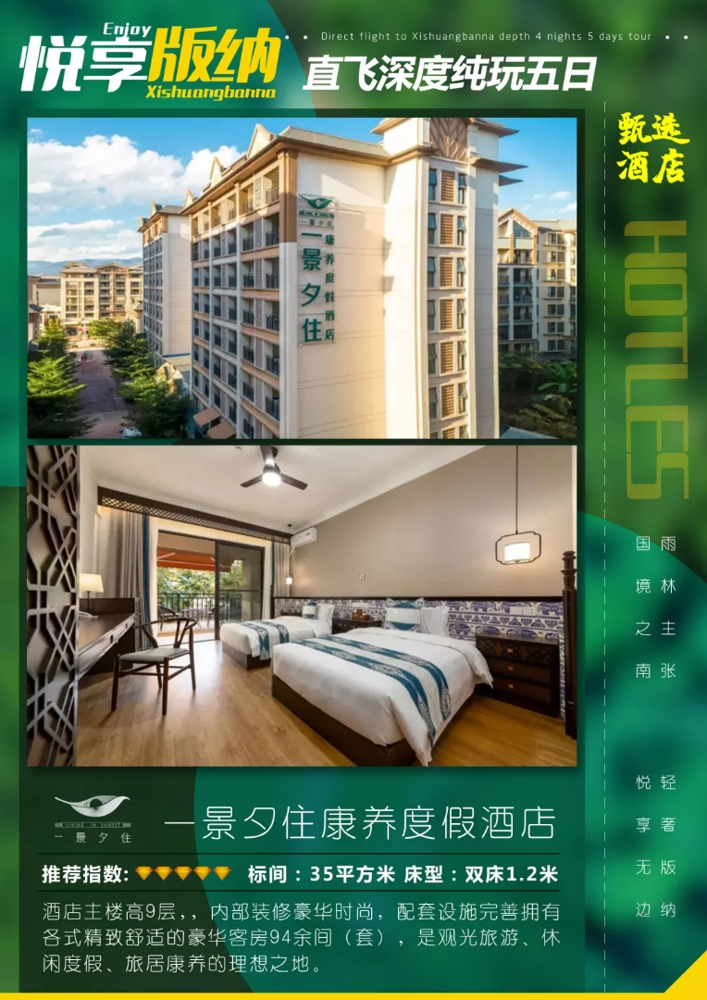 Enjoy
悦享版纳
Xishuangbanna
Direct flight to Xishuangbanna depth 4 nights 5 days tour
直飞深度纯玩五日
甄选
酒店
HOTLES
一景夕住
一景夕住
康养度假酒店
雨林主张
国境之南
轻奢版纳
悦享无边
LIVING IN SUNSET
一景夕住
一景夕住康养度假酒店
推荐指数: 标间：35平方米 床型：双床1.2米
酒店主楼高9层，，内部装修豪华时尚，配套设施完善拥有
各式精致舒适的豪华客房94余间（套），是观光旅游、休
闲度假、旅居康养的理想之地。